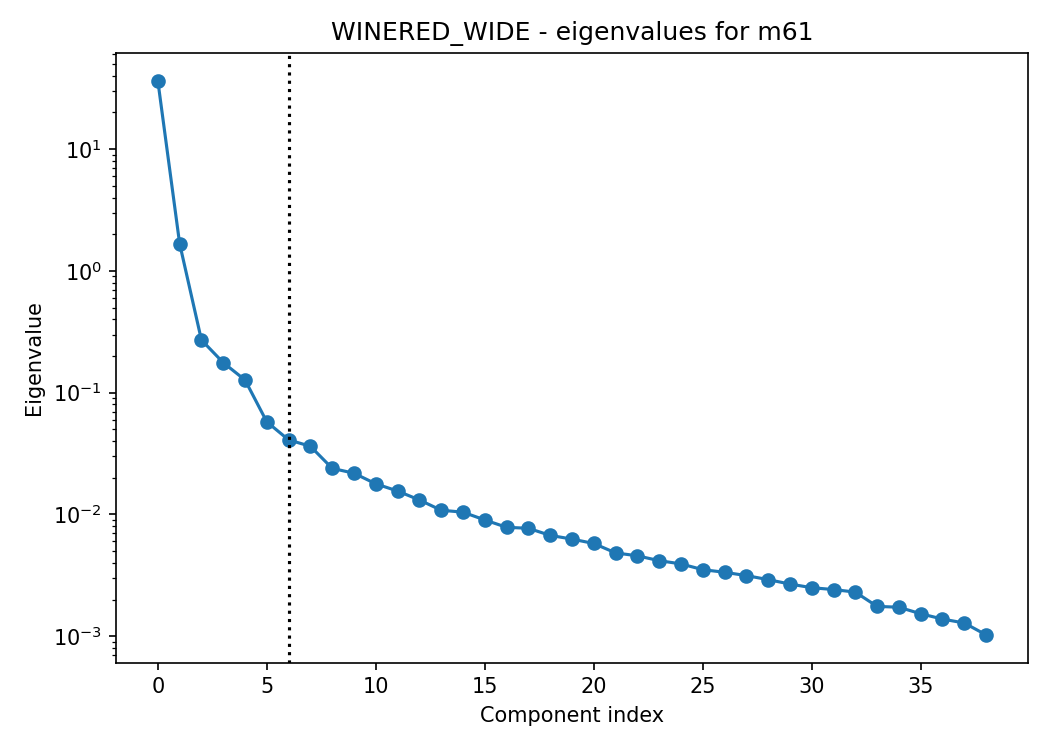 WINERED_WIDE - eigenvalues for m61
Eigenvalue
10¹
10⁰
10⁻¹
10⁻²
10⁻³
0 5 10 15 20 25 30 35
Component index